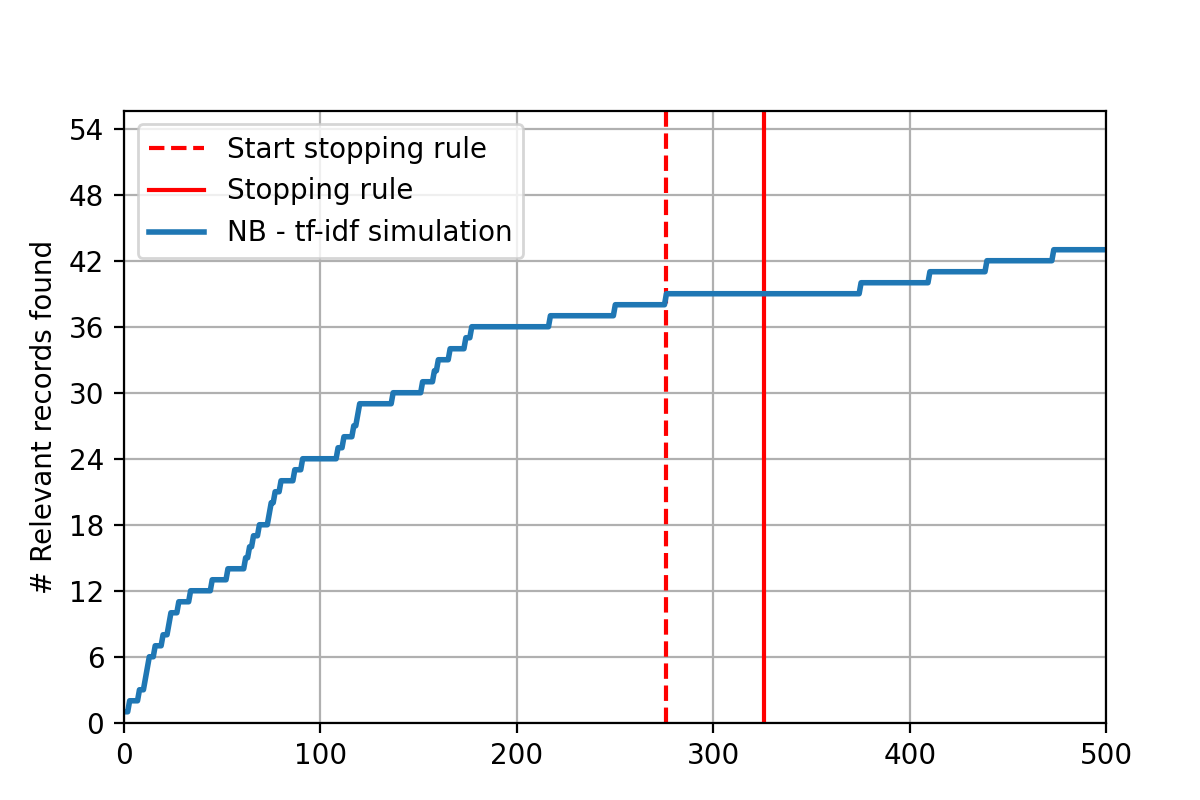 54
48
42
36
30
24
18
12
6
0
# Relevant records found
Start stopping rule
Stopping rule
NB - tf-idf simulation
0 100 200 300 400 500